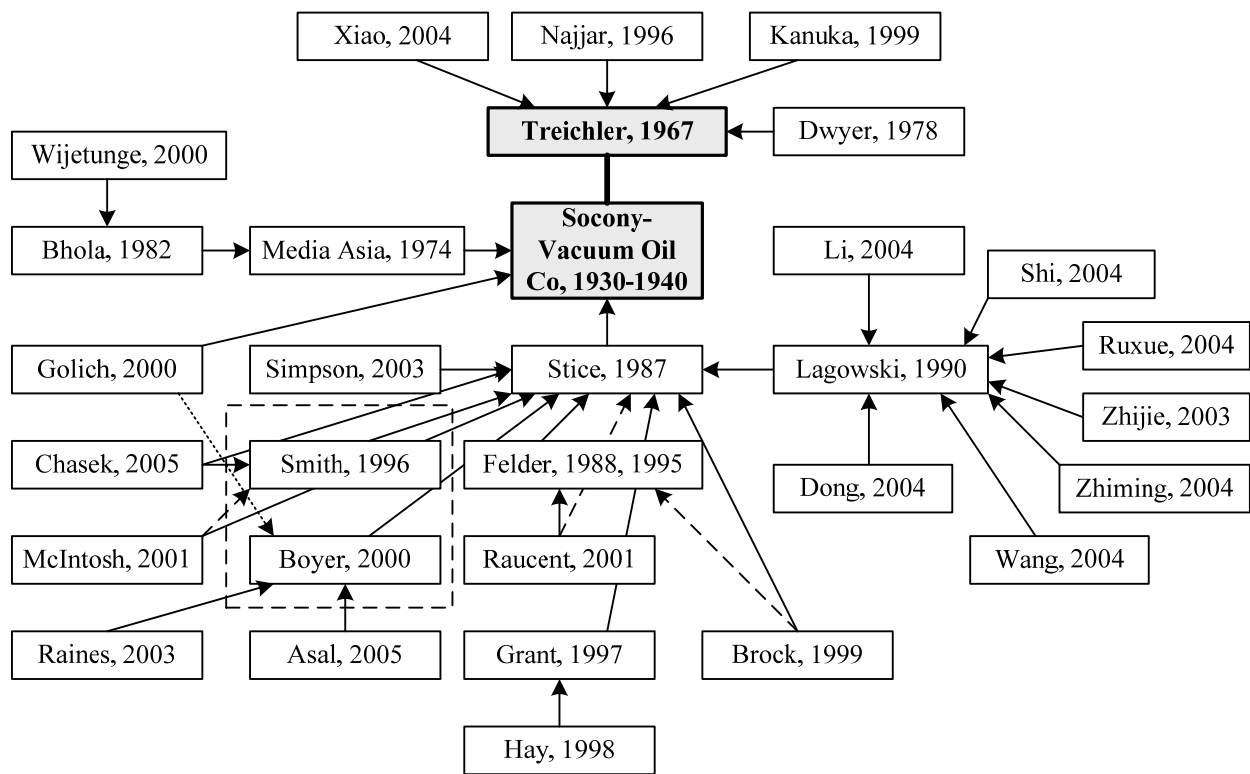 Xiao, 2004
Najjar, 1996
Kanuka, 1999
Treichler, 1967
Dwyer, 1978
Wijetunge, 2000
Socony-
Vacuum Oil
Co, 1930-1940
Bhola, 1982
Media Asia, 1974
Li, 2004
Shi, 2004
Golich, 2000
Simpson, 2003
Stice, 1987
Lagowski, 1990
Ruxue, 2004
Zhijie, 2003
Chasek, 2005
Smith, 1996
Felder, 1988, 1995
Dong, 2004
Zhiming, 2004
McIntosh, 2001
Boyer, 2000
Raucent, 2001
Wang, 2004
Raines, 2003
Asal, 2005
Grant, 1997
Brock, 1999
Hay, 1998